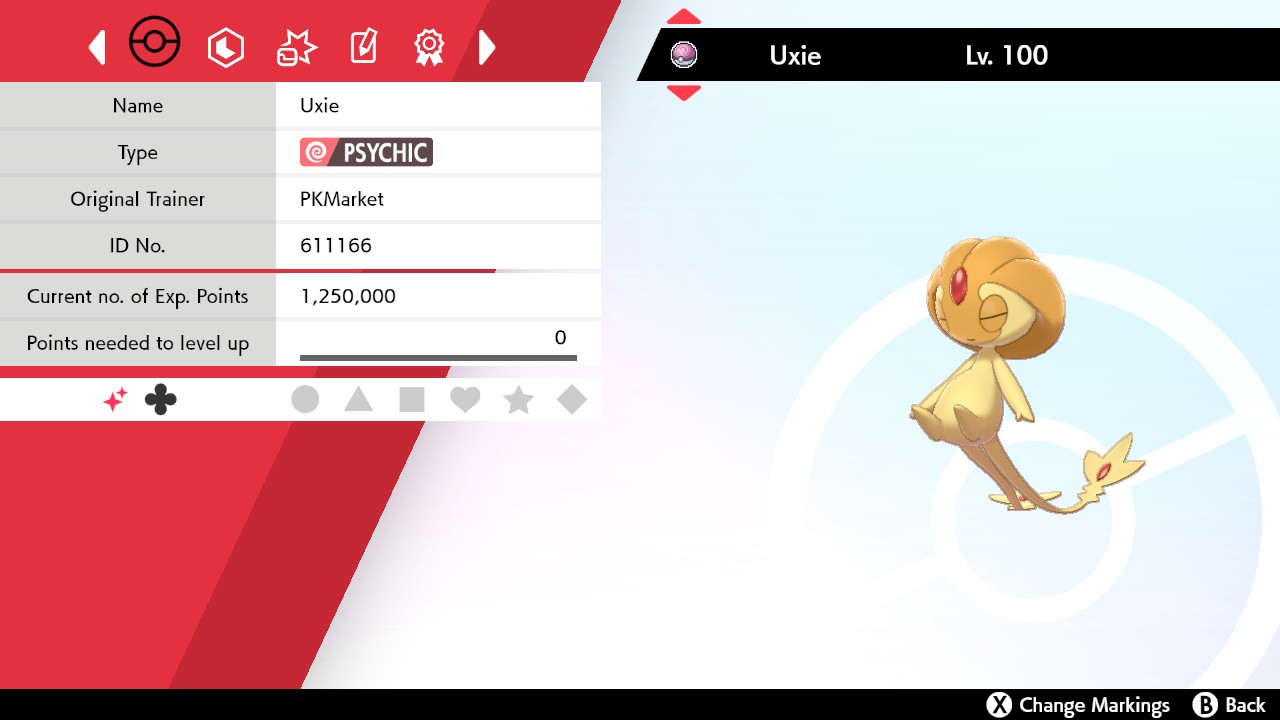 Uxie Lv. 100
Name Uxie
Type PSYCHIC
Original Trainer PKMarket
ID No. 611166
Current no. of Exp. Points 1,250,000
Points needed to level up 0
X Change Markings B Back